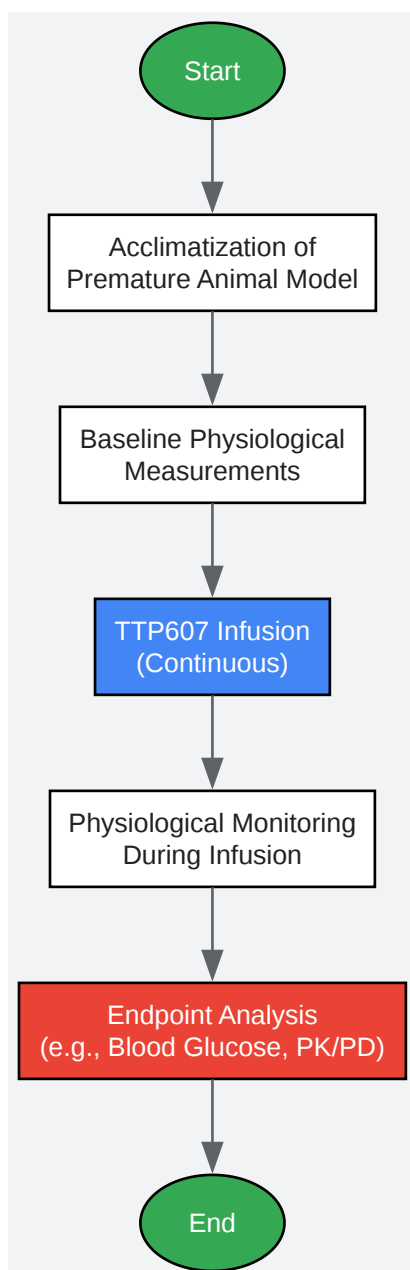 Start
Acclimatization of
Premature Animal Model
Baseline Physiological
Measurements
TTP607 Infusion
(Continuous)
Physiological Monitoring
During Infusion
Endpoint Analysis
(e.g., Blood Glucose, PK/PD)
End